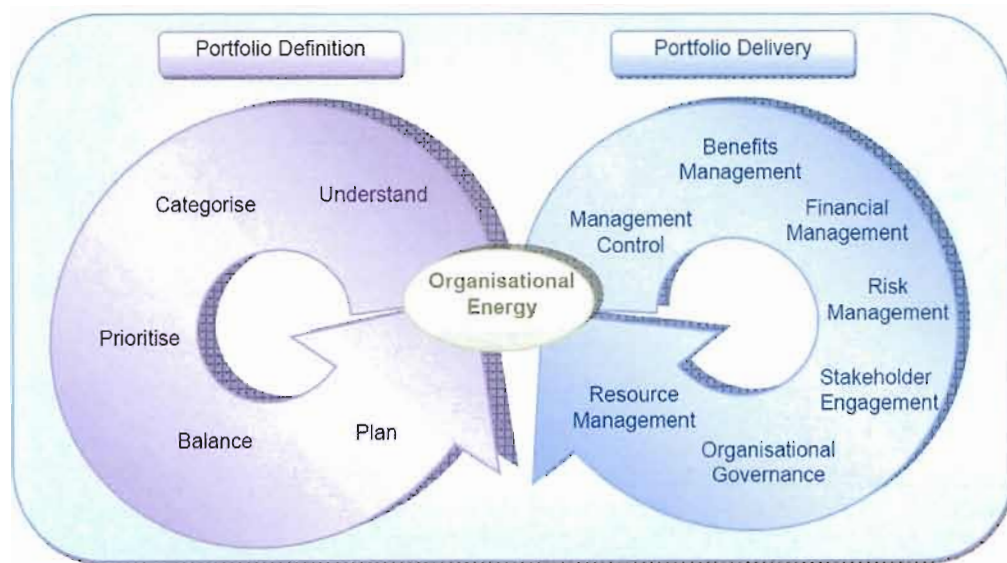 Portfolio Definition
Portfolio Delivery
Understand
Categorise
Prioritise
Balance
Plan
Organisational
Energy
Management
Control
Benefits
Management
Financial
Management
Risk
Management
Stakeholder
Engagement
Organisational
Governance
Resource
Management